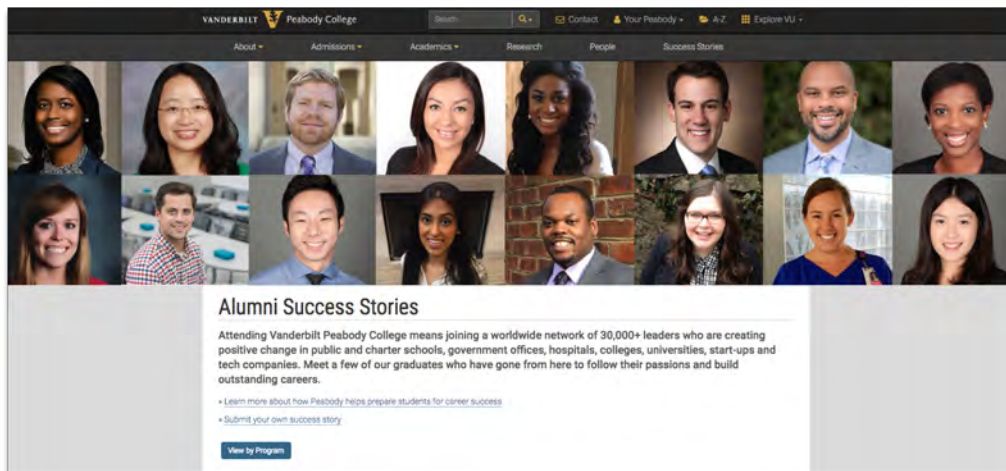 VANDERBILT V Peabody College
Search
Contact
Your Peabody
A-Z
Explore VU
About
Admissions
Academics
Research
People
Success Stories
Alumni Success Stories
Attending Vanderbilt Peabody College means joining a worldwide network of 30,000+ leaders who are creating
positive change in public and charter schools, government offices, hospitals, colleges, universities, start-ups and
tech companies. Meet a few of our graduates who have gone from here to follow their passions and build
outstanding careers.
» Learn more about how Peabody helps prepare students for career success
» Submit your own success story
View by Program